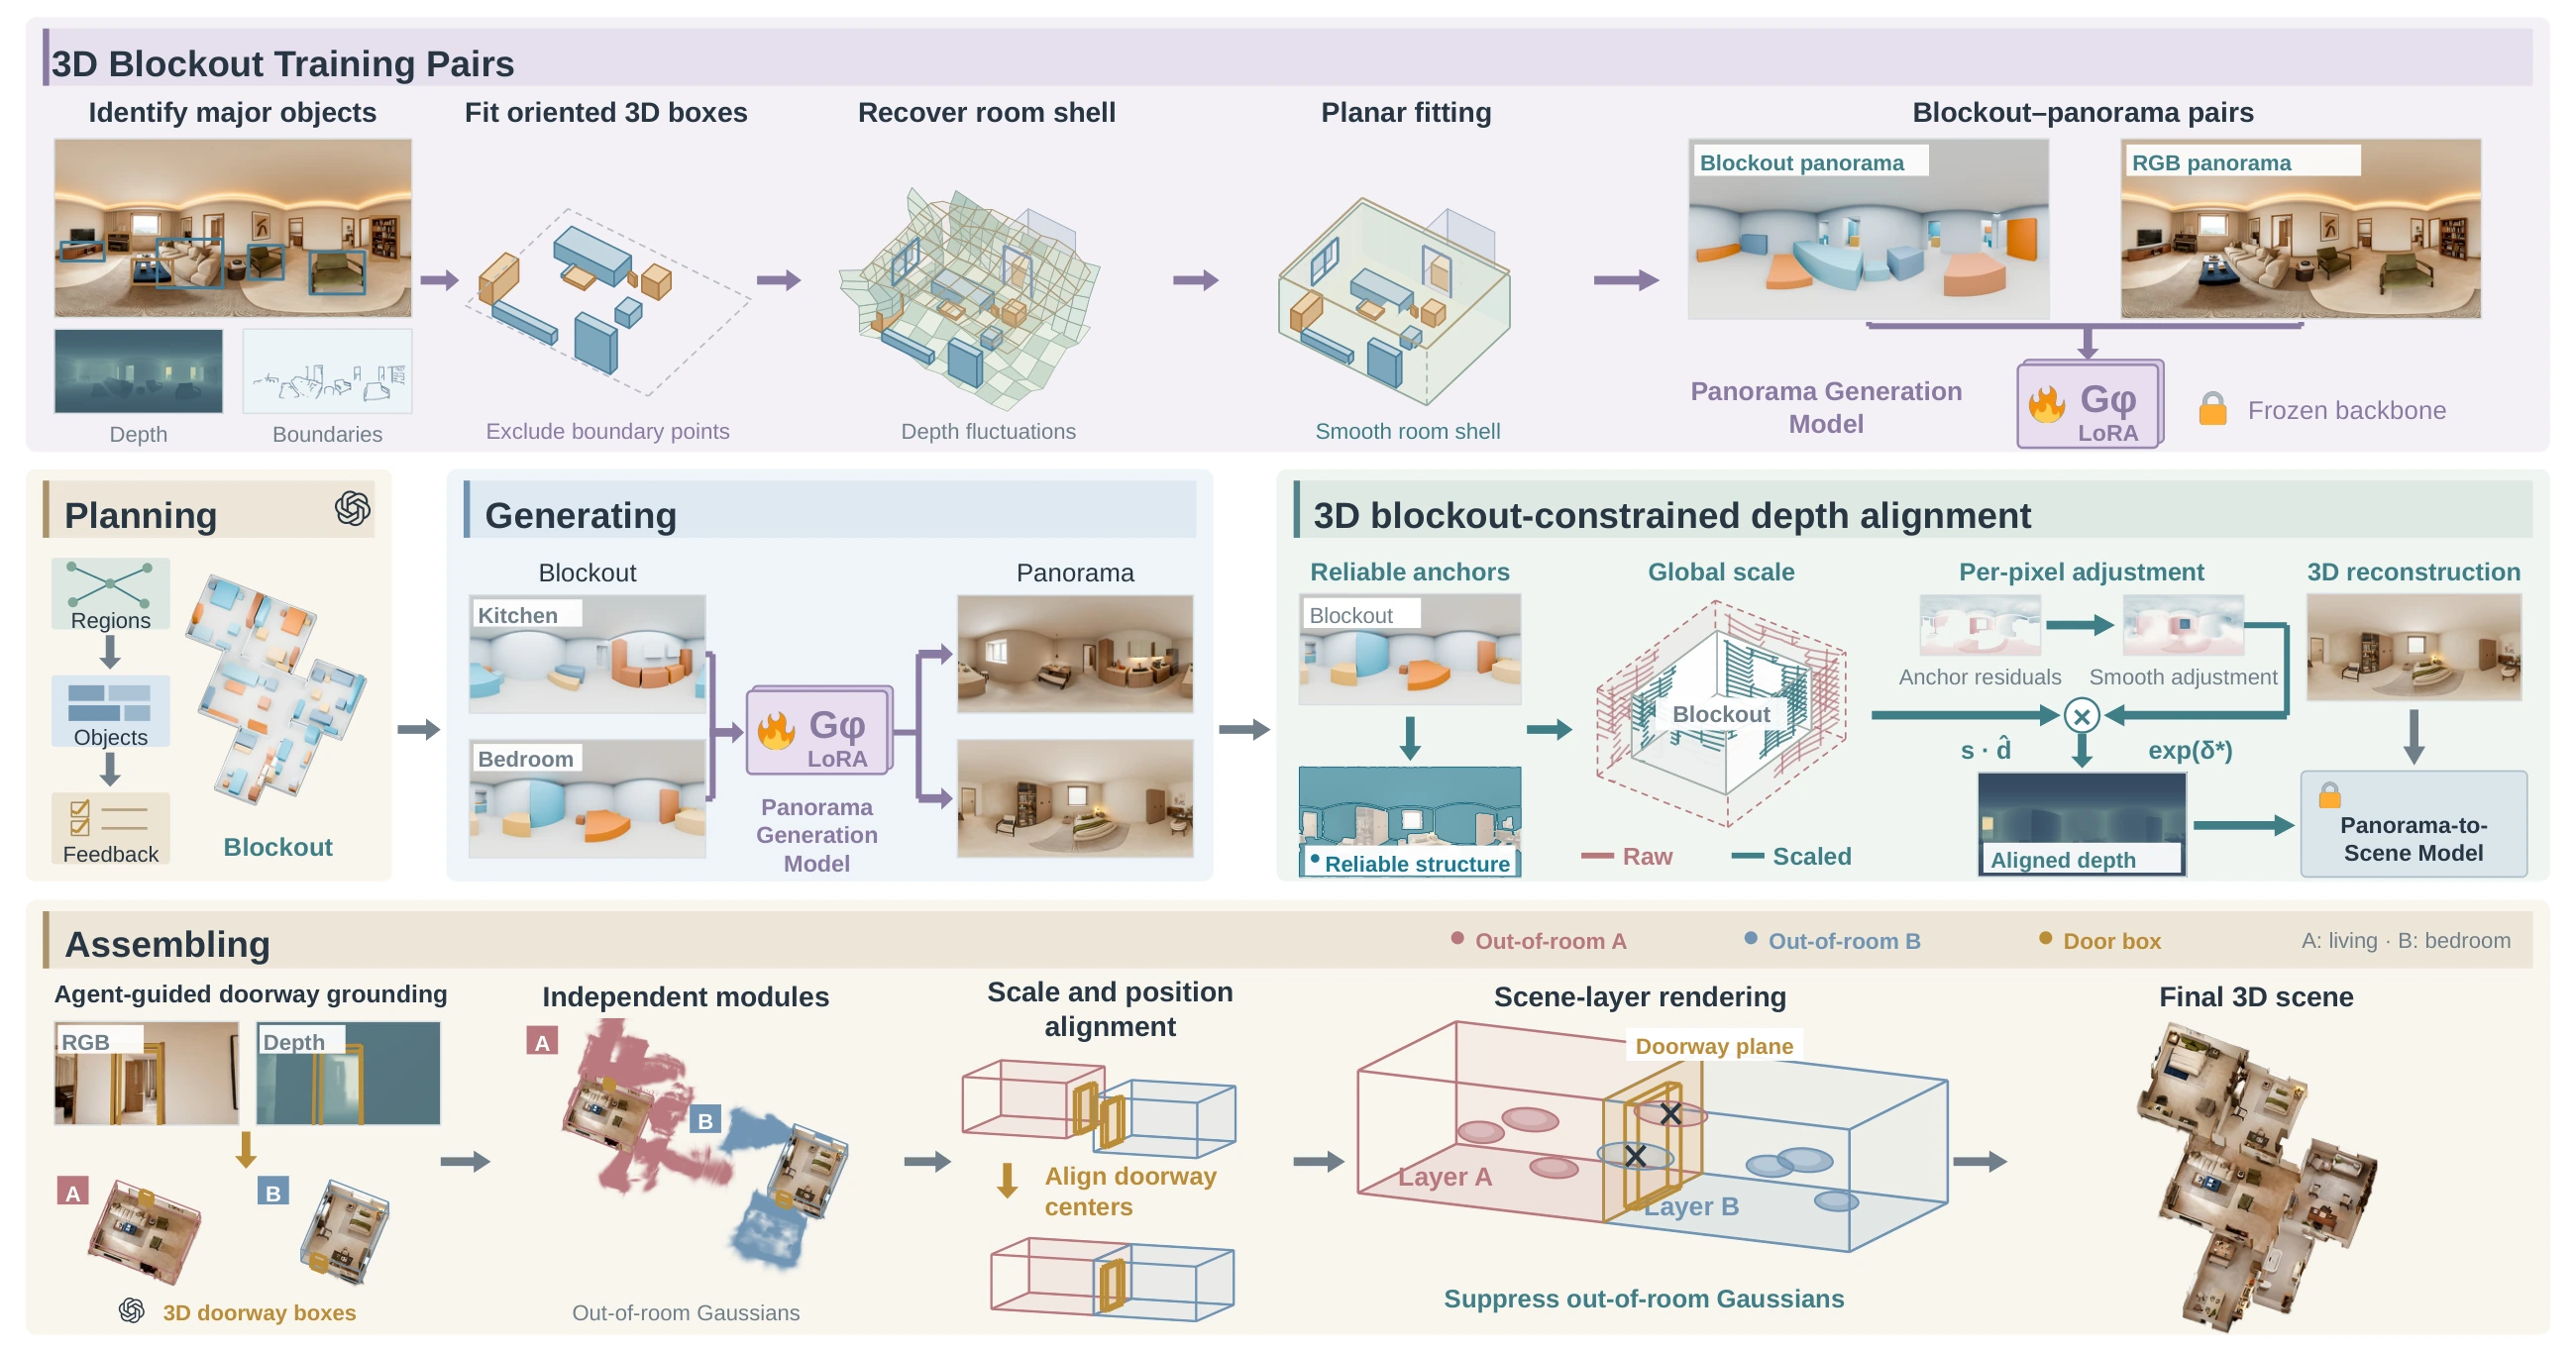 3D Blockout Training Pairs
Identify major objects
Fit oriented 3D boxes
Recover room shell
Planar fitting
Blockout–panorama pairs
Blockout panorama
RGB panorama
Depth
Boundaries
Exclude boundary points
Depth fluctuations
Smooth room shell
Panorama Generation
Model
Gφ
LoRA
Frozen backbone
Planning
Regions
Objects
Feedback
Blockout
Generating
Blockout
Panorama
Kitchen
Bedroom
Gφ
LoRA
Panorama
Generation
Model
3D blockout-constrained depth alignment
Reliable anchors
Global scale
Per-pixel adjustment
3D reconstruction
Blockout
Reliable structure
Blockout
Raw
Scaled
Anchor residuals
Smooth adjustment
s · d̂
exp(δ*)
Aligned depth
Panorama-to-
Scene Model
Assembling
Out-of-room A
Out-of-room B
Door box
A: living · B: bedroom
Agent-guided doorway grounding
RGB
Depth
A
B
3D doorway boxes
Independent modules
A
B
Out-of-room Gaussians
Scale and position
alignment
Align doorway
centers
Scene-layer rendering
Doorway plane
Layer A
Layer B
Suppress out-of-room Gaussians
Final 3D scene